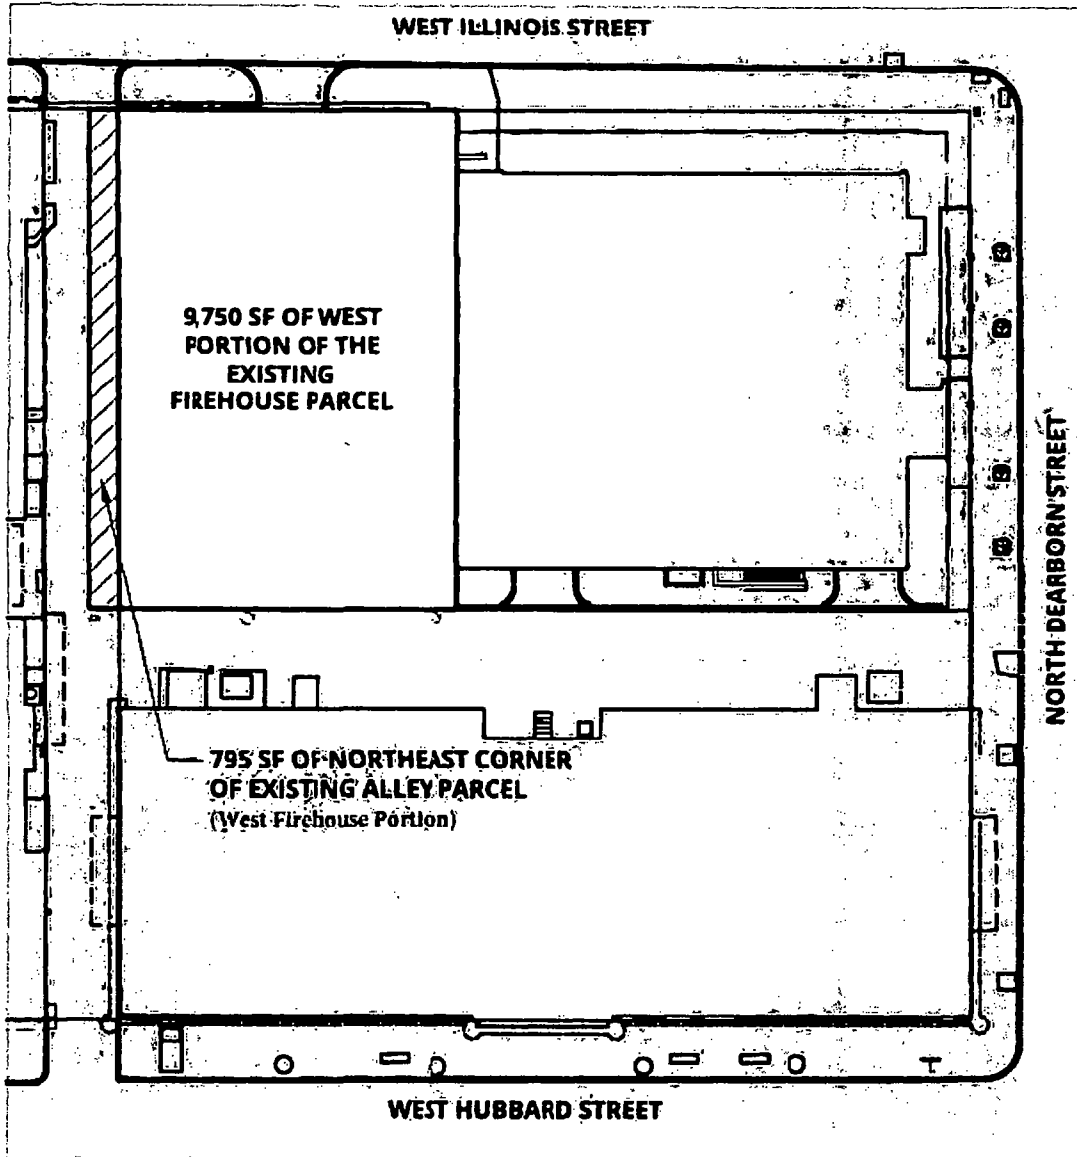 WEST ILLINOIS STREET
9,750 SF OF WEST
PORTION OF THE
EXISTING
FIREHOUSE PARCEL
NORTH DEARBORN STREET
795 SF OF NORTHEAST CORNER
OF EXISTING ALLEY PARCEL
(West Firehouse Portion)
WEST HUBBARD STREET